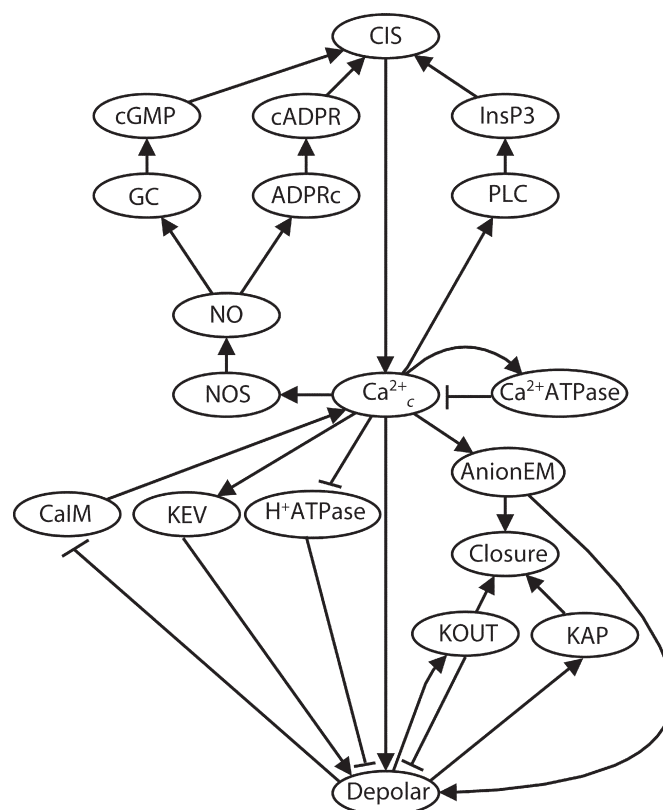 CIS
cGMP
cADPR
InsP3
GC
ADPRc
PLC
NO
NOS
Ca²⁺c
Ca²⁺ATPase
AnionEM
CaIM
KEV
H⁺ATPase
Closure
KOUT
KAP
Depolar